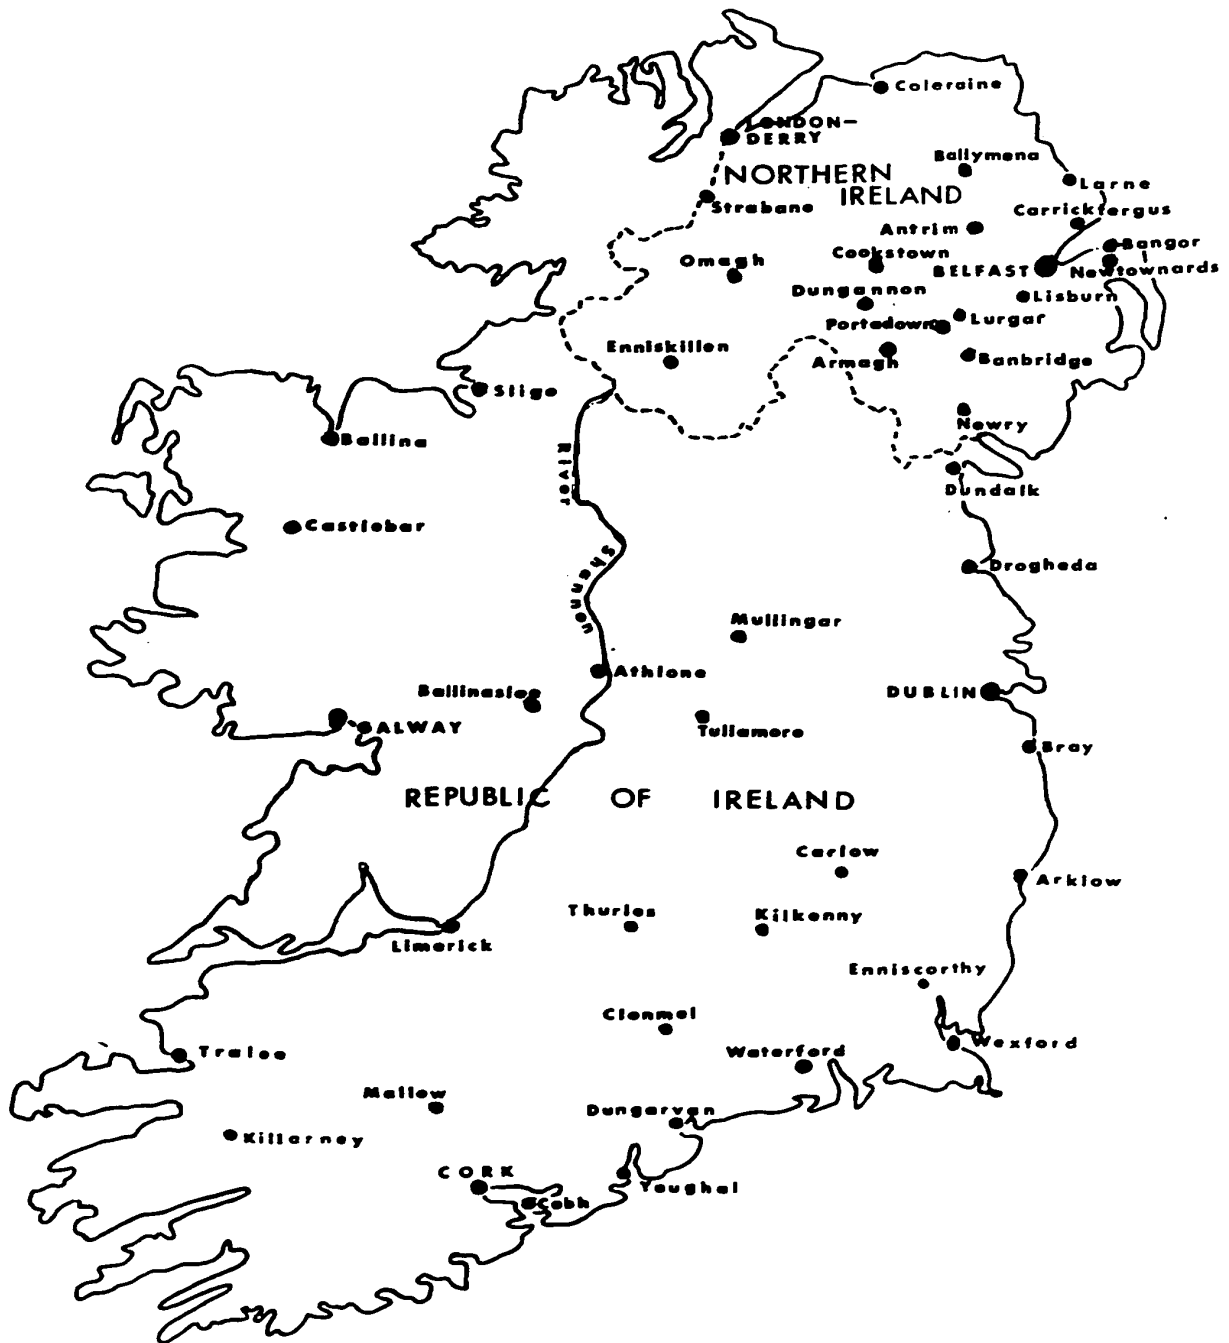 Coleraine
LONDON-
DERRY
Ballymena
NORTHERN
IRELAND
Larne
Strabane
Carrickfergus
Antrim
Bangor
Cookstown
Omagh
BELFAST
Newtownards
Dungannon
Lisburn
Portadown
Lurgan
Enniskillen
Armagh
Banbridge
Sligo
Newry
Ballina
River
Dundalk
Castlebar
Shannon
Drogheda
Mullingar
Athlone
Ballinasloe
DUBLIN
GALWAY
Tullamore
Bray
REPUBLIC OF IRELAND
Carlow
Arklow
Thurles
Kilkenny
Limerick
Enniscorthy
Clonmel
Tralee
Waterford
Wexford
Mallow
Dungarvan
Killarney
CORK
Youghal
Cobh